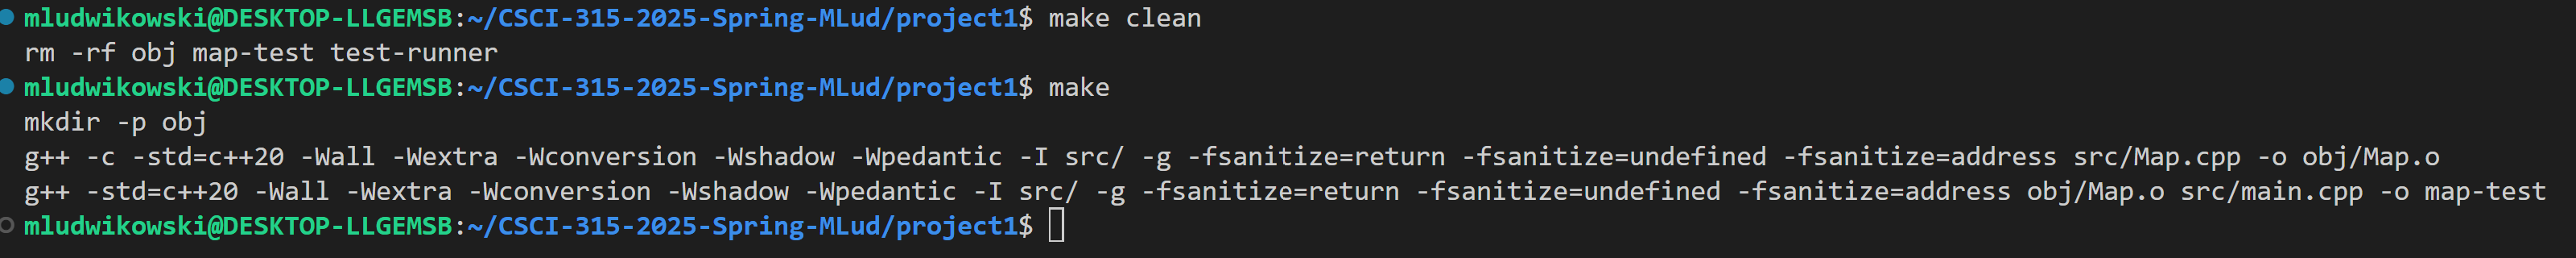 mludwikowski@DESKTOP-LLGEMSB:~/CSCI-315-2025-Spring-MLud/project1$ make clean
rm -rf obj map-test test-runner
mludwikowski@DESKTOP-LLGEMSB:~/CSCI-315-2025-Spring-MLud/project1$ make
mkdir -p obj
g++ -c -std=c++20 -Wall -Wextra -Wconversion -Wshadow -Wpedantic -I src/ -g -fsanitize=return -fsanitize=undefined -fsanitize=address src/Map.cpp -o obj/Map.o
g++ -std=c++20 -Wall -Wextra -Wconversion -Wshadow -Wpedantic -I src/ -g -fsanitize=return -fsanitize=undefined -fsanitize=address obj/Map.o src/main.cpp -o map-test
mludwikowski@DESKTOP-LLGEMSB:~/CSCI-315-2025-Spring-MLud/project1$